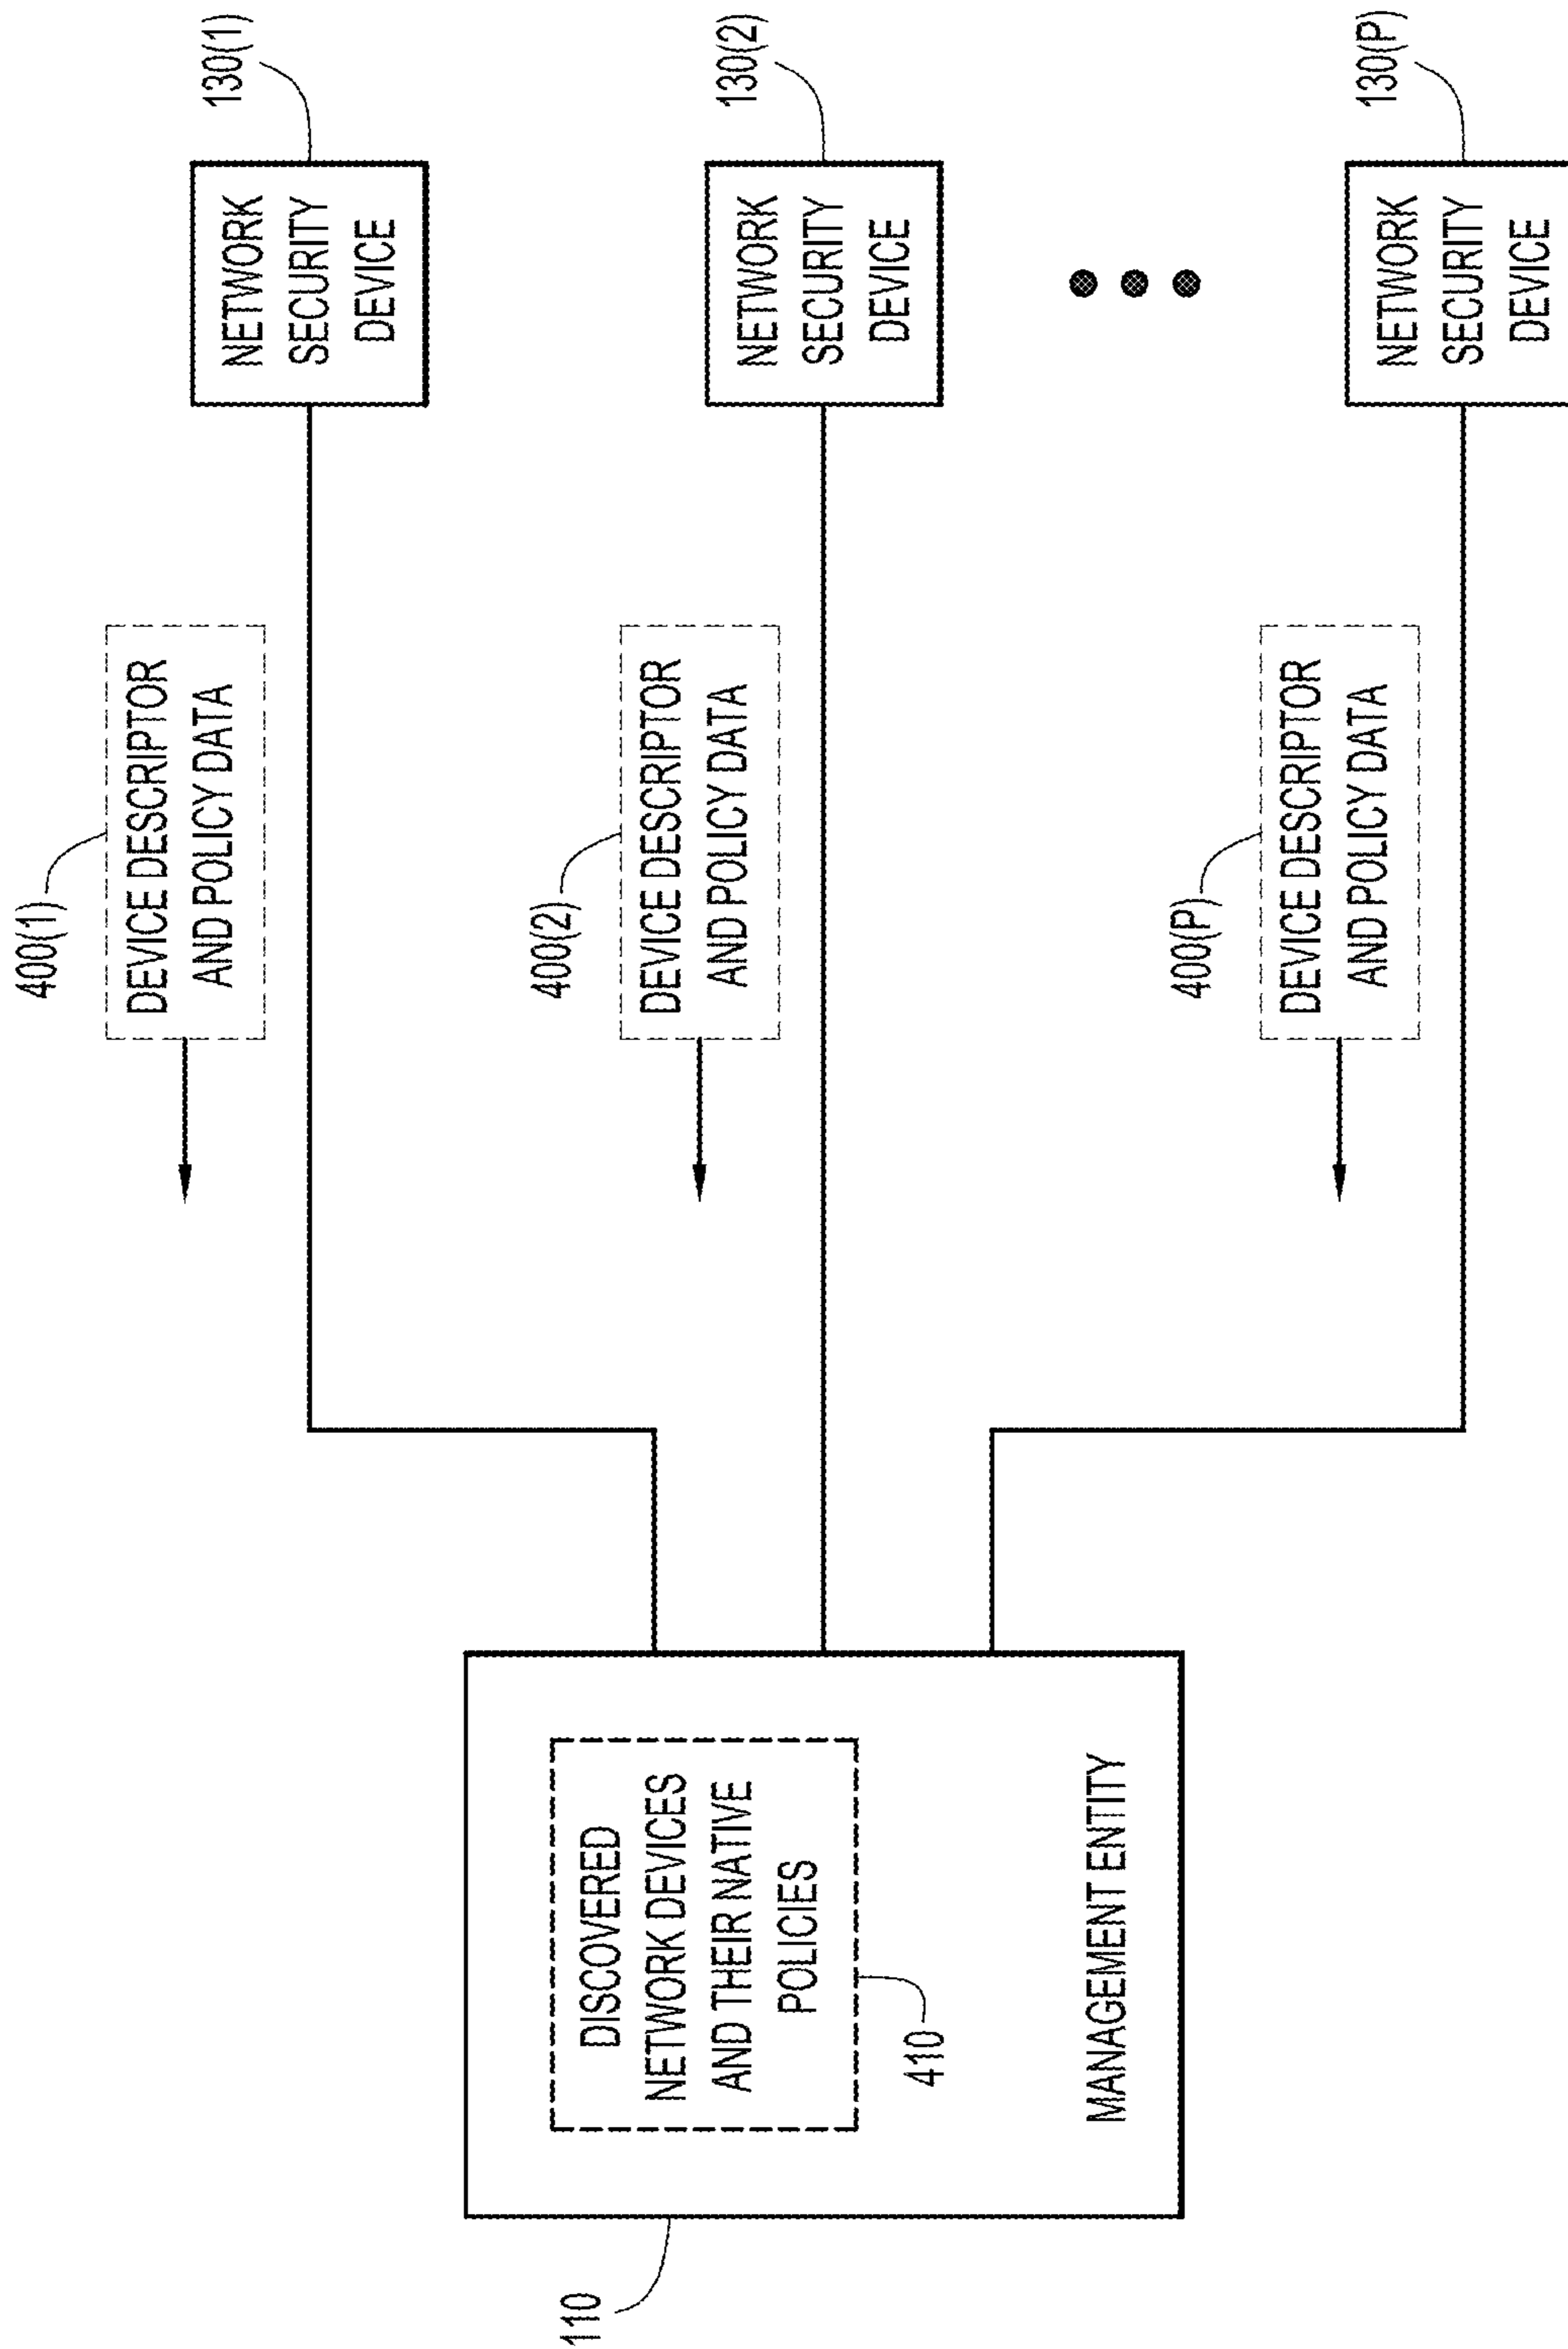 130(1)
NETWORK
SECURITY
DEVICE
400(1)
DEVICE DESCRIPTOR
AND POLICY DATA
130(2)
NETWORK
SECURITY
DEVICE
400(2)
DEVICE DESCRIPTOR
AND POLICY DATA
130(P)
NETWORK
SECURITY
DEVICE
400(P)
DEVICE DESCRIPTOR
AND POLICY DATA
110
DISCOVERED
NETWORK DEVICES
AND THEIR NATIVE
POLICIES
410
MANAGEMENT ENTITY